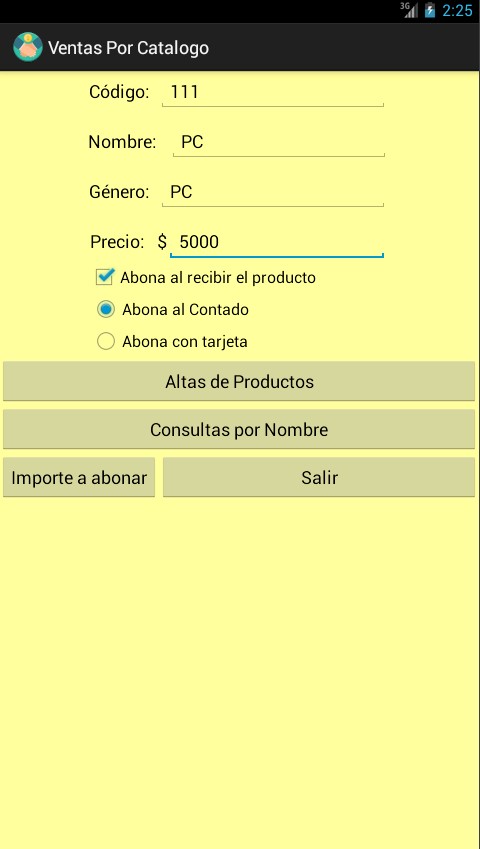 3G 2:25
Ventas Por Catalogo
Código: 111
Nombre: PC
Género: PC
Precio: $ 5000
Abona al recibir el producto
Abona al Contado
Abona con tarjeta
Altas de Productos
Consultas por Nombre
Importe a abonar Salir